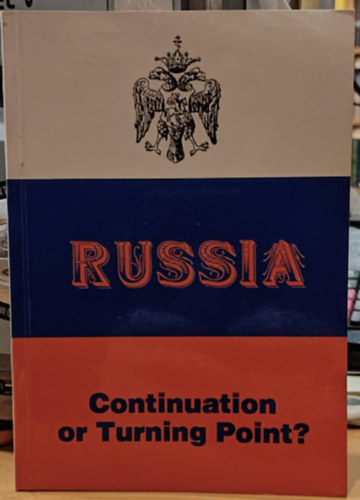 RUSSIA
Continuation
or Turning Point?